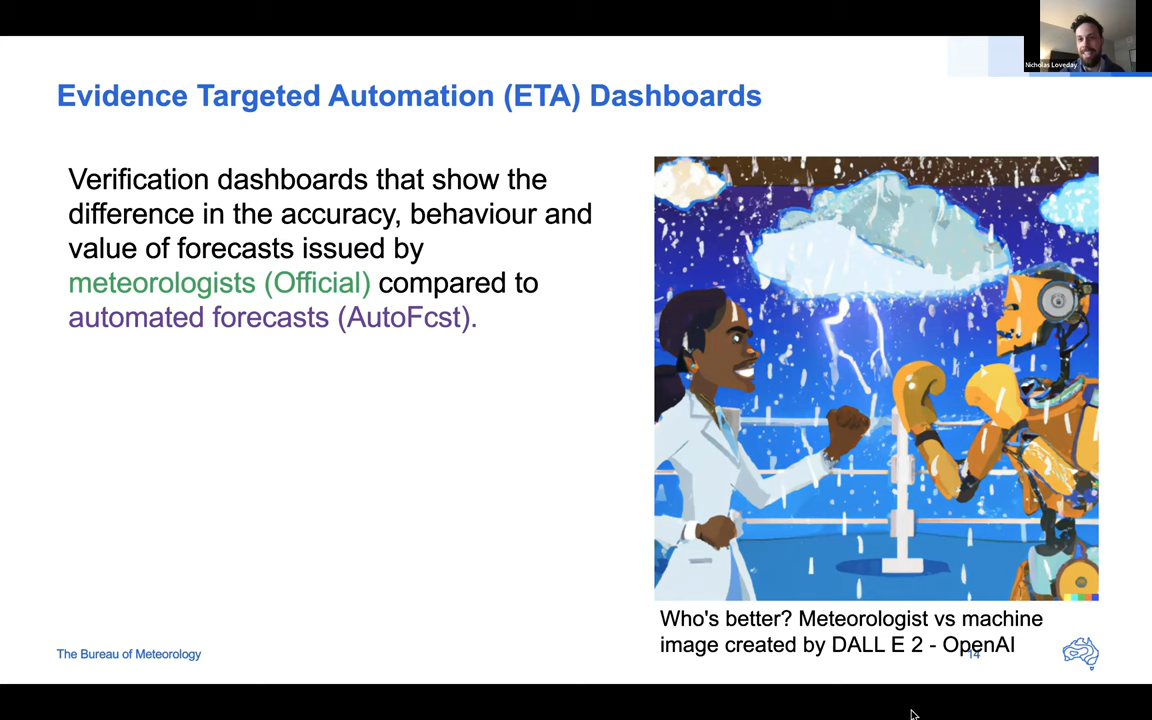 Nicholas Loveday
Evidence Targeted Automation (ETA) Dashboards
Verification dashboards that show the
difference in the accuracy, behaviour and
value of forecasts issued by
meteorologists (Official) compared to
automated forecasts (AutoFcst).
Who's better? Meteorologist vs machine
image created by DALL E 2 - OpenAI
The Bureau of Meteorology
14